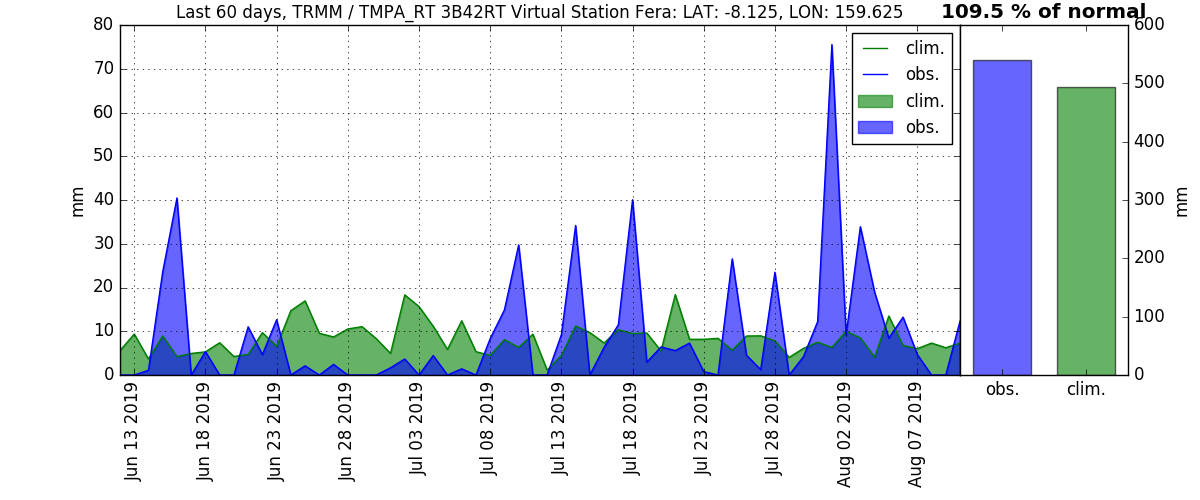 Last 60 days, TRMM / TMPA_RT 3B42RT Virtual Station Fera: LAT: -8.125, LON: 159.625
109.5 % of normal
80
70
60
50
40
30
20
10
0
mm
clim.
obs.
clim.
obs.
Jun 13 2019
Jun 18 2019
Jun 23 2019
Jun 28 2019
Jul 03 2019
Jul 08 2019
Jul 13 2019
Jul 18 2019
Jul 23 2019
Jul 28 2019
Aug 02 2019
Aug 07 2019
600
500
400
300
200
100
0
mm
obs.
clim.